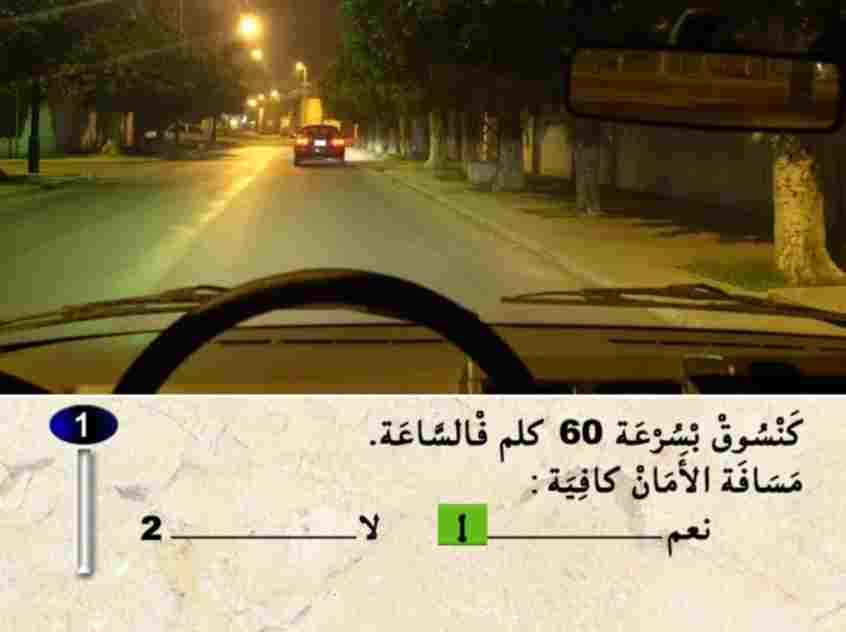 1
كَنْسُوقْ بْسُرْعَة 60 كلم فْالسَّاعَة.
مَسَافَة الأَمَانْ كافِيَة :
نعم 1 لا 2